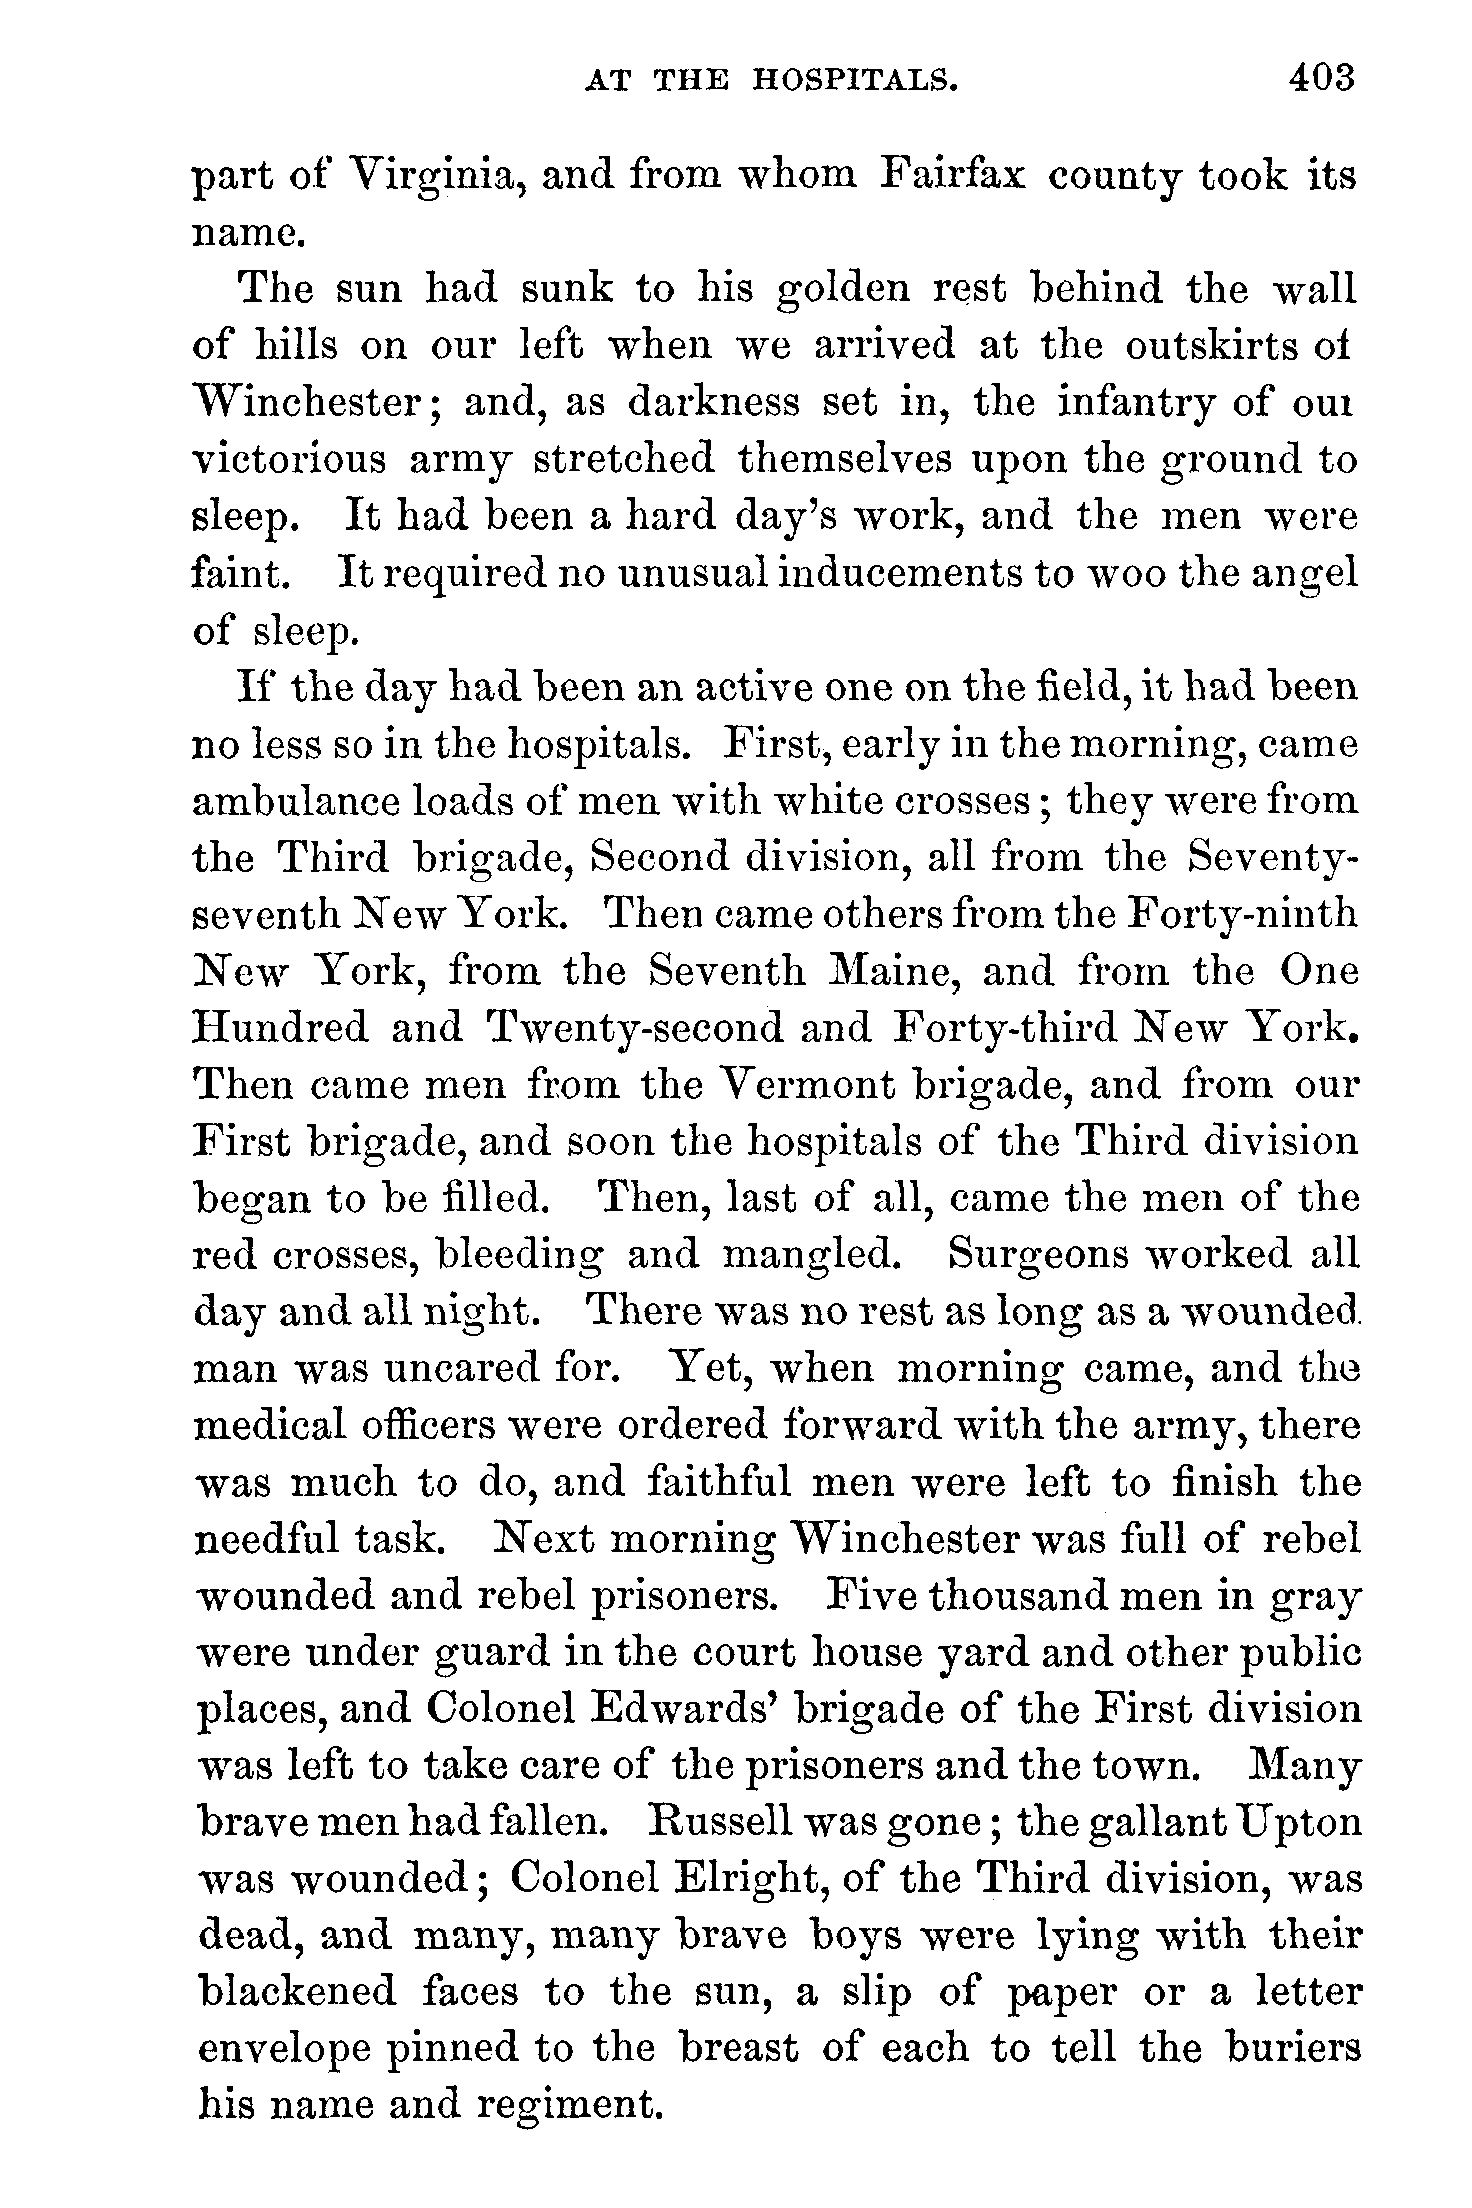 AT THE HOSPITALS. 403
part of Virginia, and from whom Fairfax county took its
name.
The sun had sunk to his golden rest behind the wall
of hills on our left when we arrived at the outskirts of
Winchester; and, as darkness set in, the infantry of our
victorious army stretched themselves upon the ground to
sleep. It had been a hard day's work, and the men were
faint. It required no unusual inducements to woo the angel
of sleep.
If the day had been an active one on the field, it had been
no less so in the hospitals. First, early in the morning, came
ambulance loads of men with white crosses; they were from
the Third brigade, Second division, all from the Seventy-
seventh New York. Then came others from the Forty-ninth
New York, from the Seventh Maine, and from the One
Hundred and Twenty-second and Forty-third New York.
Then came men from the Vermont brigade, and from our
First brigade, and soon the hospitals of the Third division
began to be filled. Then, last of all, came the men of the
red crosses, bleeding and mangled. Surgeons worked all
day and all night. There was no rest as long as a wounded
man was uncared for. Yet, when morning came, and the
medical officers were ordered forward with the army, there
was much to do, and faithful men were left to finish the
needful task. Next morning Winchester was full of rebel
wounded and rebel prisoners. Five thousand men in gray
were under guard in the court house yard and other public
places, and Colonel Edwards' brigade of the First division
was left to take care of the prisoners and the town. Many
brave men had fallen. Russell was gone; the gallant Upton
was wounded; Colonel Elright, of the Third division, was
dead, and many, many brave boys were lying with their
blackened faces to the sun, a slip of paper or a letter
envelope pinned to the breast of each to tell the buriers
his name and regiment.